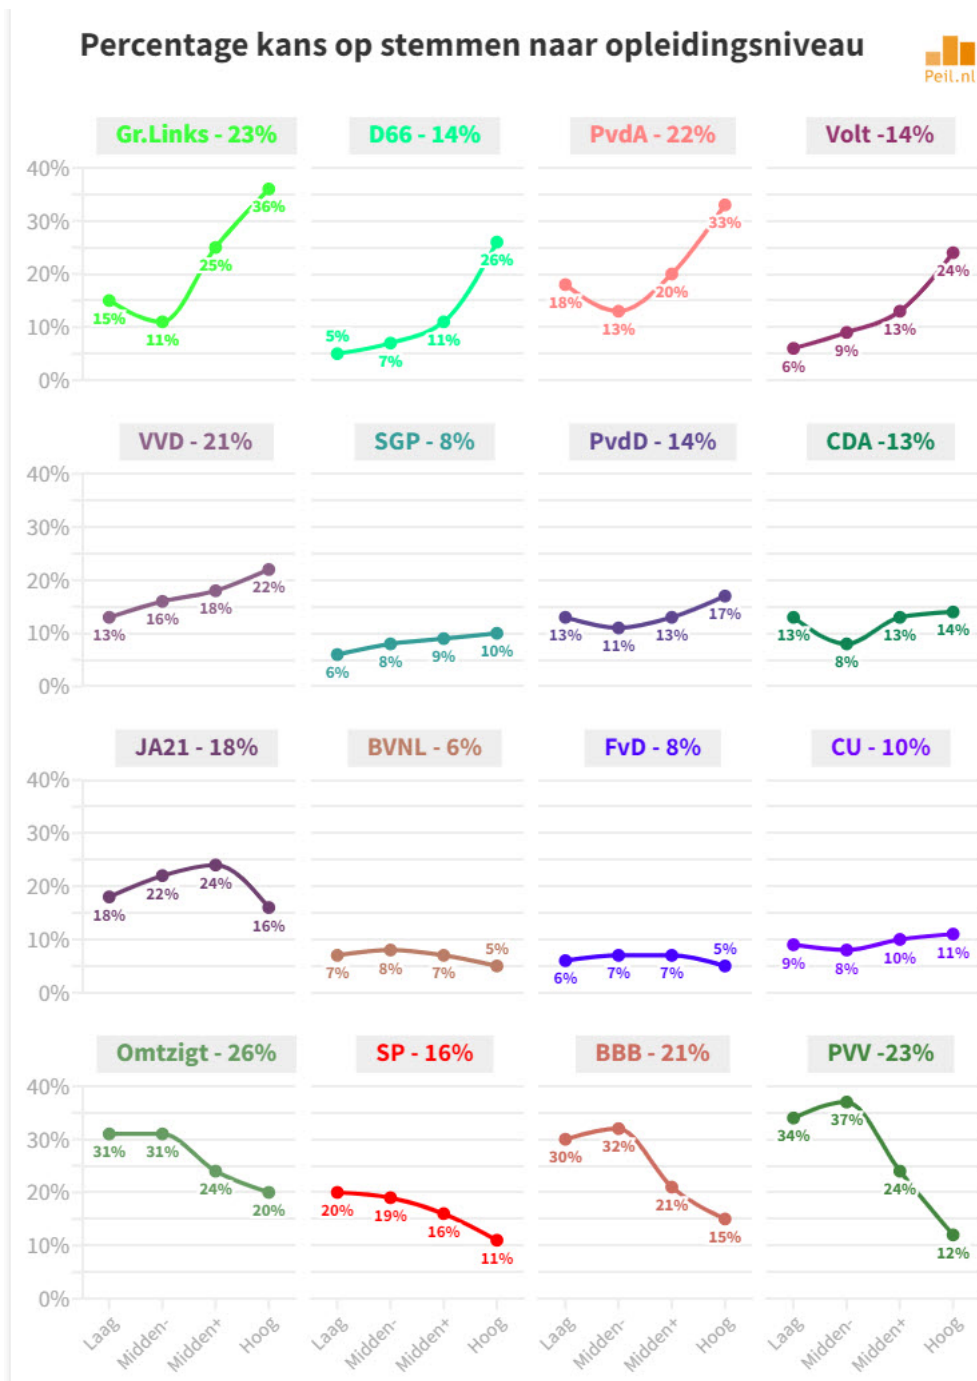 Percentage kans op stemmen naar opleidingsniveau
Peil.nl
Gr.Links - 23%
D66 - 14%
PvdA - 22%
Volt -14%
40%
30%
20%
10%
0%
15%
11%
25%
36%
5%
7%
11%
26%
18%
13%
20%
33%
6%
9%
13%
24%
VVD - 21%
SGP - 8%
PvdD - 14%
CDA -13%
40%
30%
20%
10%
0%
13%
16%
18%
22%
6%
8%
9%
10%
13%
11%
13%
17%
13%
8%
13%
14%
JA21 - 18%
BVNL - 6%
FvD - 8%
CU - 10%
40%
30%
20%
10%
0%
18%
22%
24%
16%
7%
8%
7%
5%
6%
7%
7%
5%
9%
8%
10%
11%
Omtzigt - 26%
SP - 16%
BBB - 21%
PVV -23%
40%
30%
20%
10%
0%
31%
31%
24%
20%
20%
19%
16%
11%
30%
32%
21%
15%
34%
37%
24%
12%
Laag
Midden-
Midden+
Hoog
Laag
Midden-
Midden+
Hoog
Laag
Midden-
Midden+
Hoog
Laag
Midden-
Midden+
Hoog